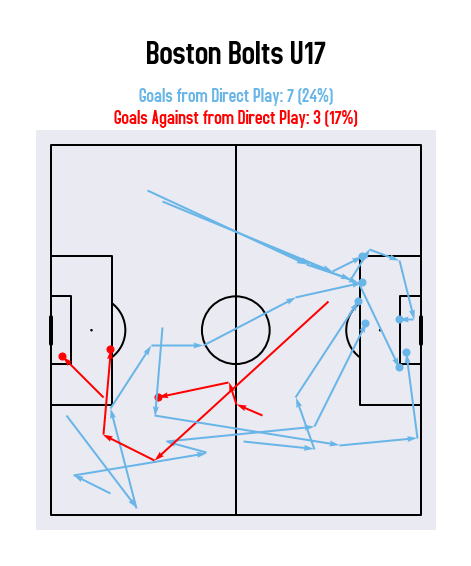 Boston Bolts U17
Goals from Direct Play: 7 (24%)
Goals Against from Direct Play: 3 (17%)